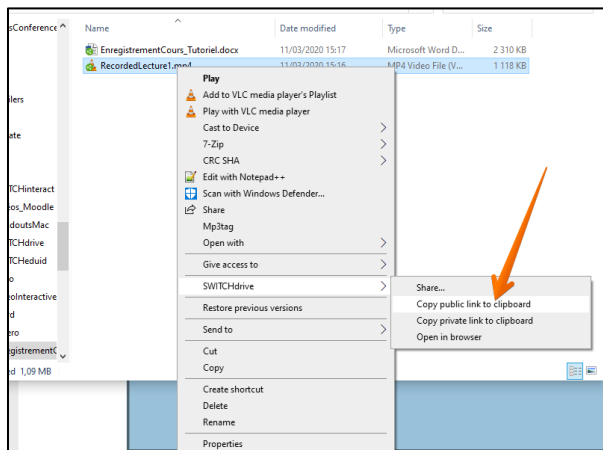 Name Date modified Type Size
EnregistrementCours_Tutoriel.docx 11/03/2020 15:17 Microsoft Word D... 2 310 KB
RecordedLecture1.mp4 11/03/2020 15:16 MP4 Video File (V... 1 118 KB
sConference
ilers
ate
TCHinteract
eos_Moodle
doutsMac
TCHdrive
TCHeduid
o
eoInteractive
rd
ero
egistrementC
ed 1,09 MB
Play
Add to VLC media player's Playlist
Play with VLC media player
Cast to Device
7-Zip
CRC SHA
Edit with Notepad++
Scan with Windows Defender...
Share
Mp3tag
Open with
Give access to
SWITCHdrive
Restore previous versions
Send to
Cut
Copy
Create shortcut
Delete
Rename
Properties
Share...
Copy public link to clipboard
Copy private link to clipboard
Open in browser